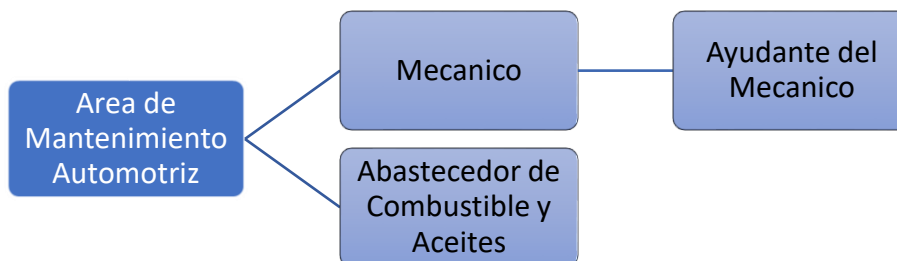 Area de
Mantenimiento
Automotriz
Mecanico
Ayudante del
Mecanico
Abastecedor de
Combustible y
Aceites